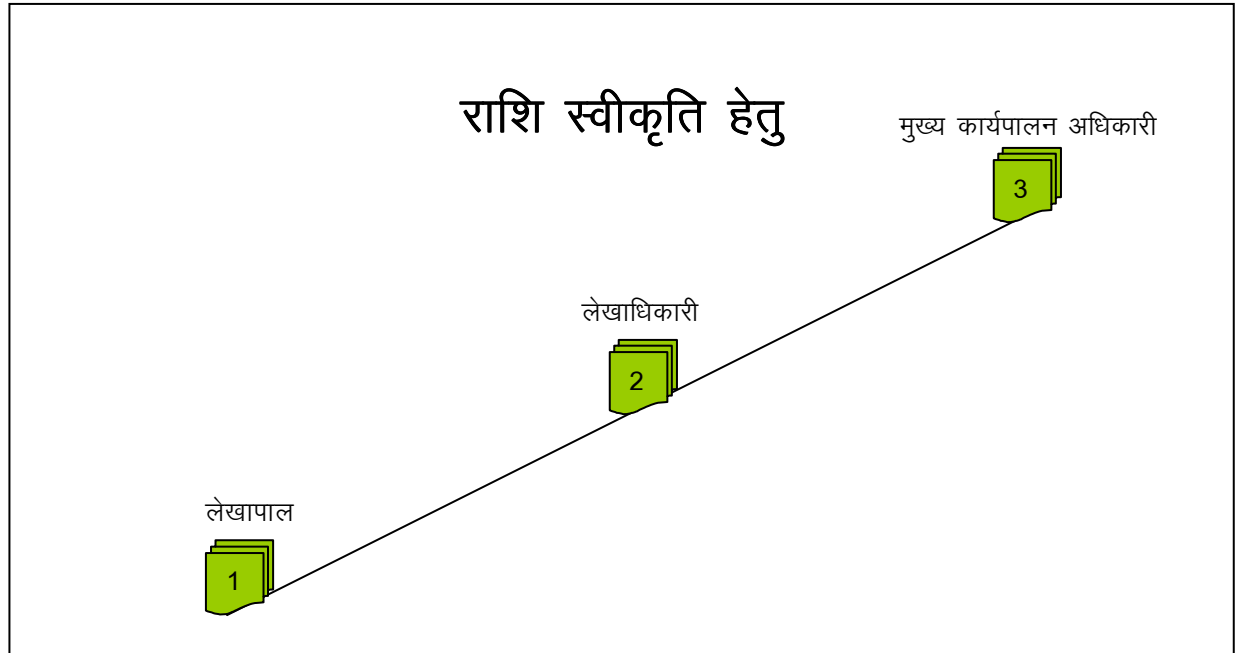 राशि स्वीकृति हेतु
मुख्य कार्यपालन अधिकारी
3
लेखाधिकारी
2
लेखापाल
1